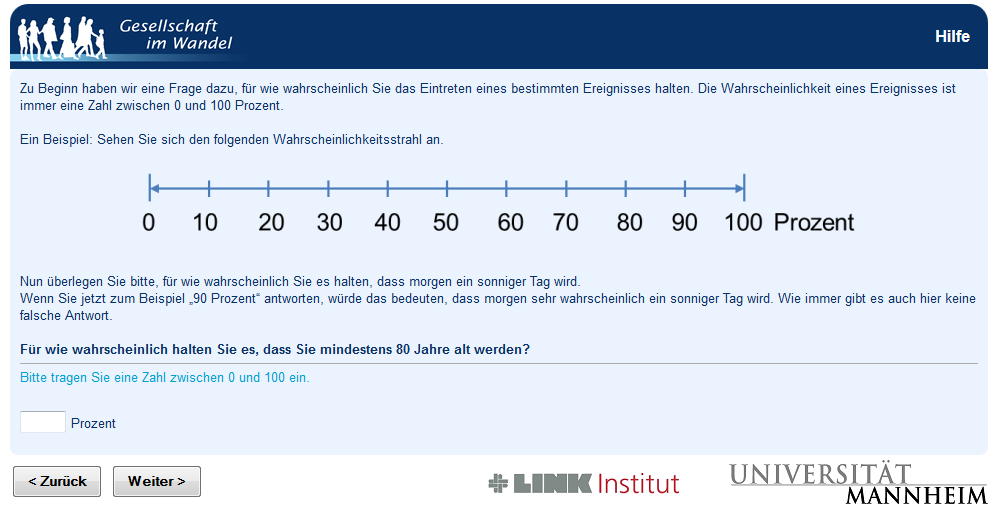 Gesellschaft
im Wandel
Hilfe
Zu Beginn haben wir eine Frage dazu, für wie wahrscheinlich Sie das Eintreten eines bestimmten Ereignisses halten. Die Wahrscheinlichkeit eines Ereignisses ist
immer eine Zahl zwischen 0 und 100 Prozent.
Ein Beispiel: Sehen Sie sich den folgenden Wahrscheinlichkeitsstrahl an.
0 10 20 30 40 50 60 70 80 90 100 Prozent
Nun überlegen Sie bitte, für wie wahrscheinlich Sie es halten, dass morgen ein sonniger Tag wird.
Wenn Sie jetzt zum Beispiel „90 Prozent“ antworten, würde das bedeuten, dass morgen sehr wahrscheinlich ein sonniger Tag wird. Wie immer gibt es auch hier keine
falsche Antwort.
Für wie wahrscheinlich halten Sie es, dass Sie mindestens 80 Jahre alt werden?
Bitte tragen Sie eine Zahl zwischen 0 und 100 ein.
Prozent
< Zurück Weiter >
LINK Institut
UNIVERSITÄT
MANNHEIM